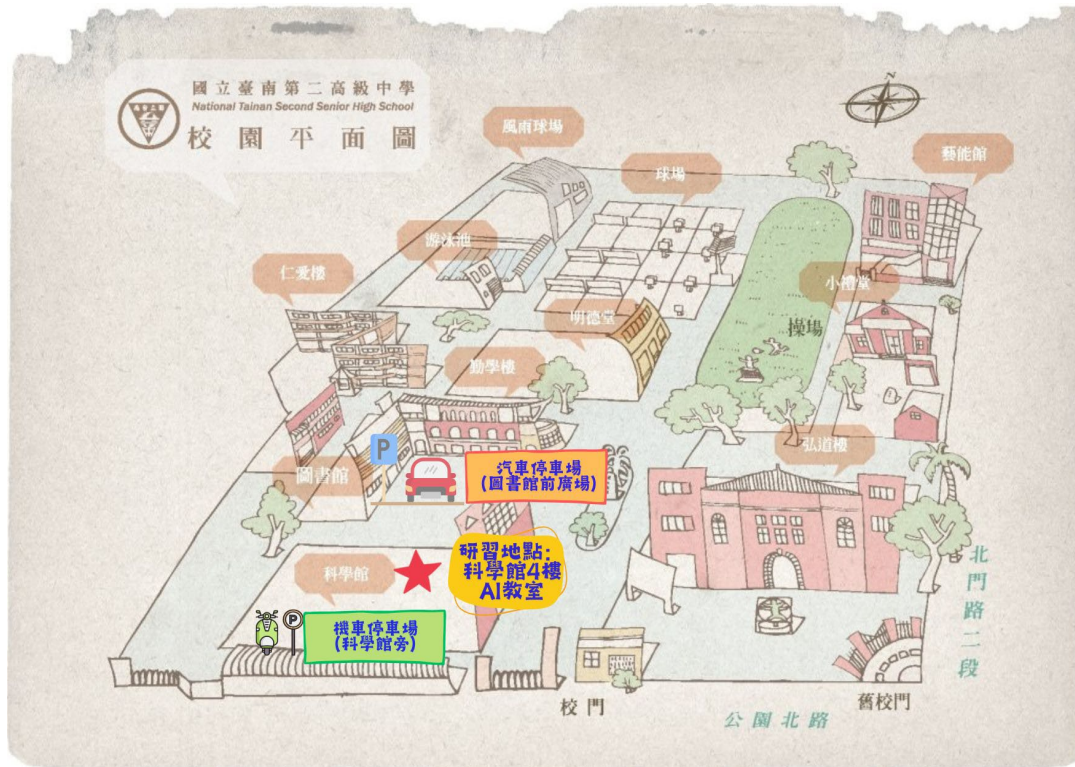 國立臺南第二高級中學
National Tainan Second Senior High School
校園平面圖
N
風雨球場
球場
藝能館
游泳池
仁愛樓
小禮堂
明德堂
操場
勤學樓
弘道樓
P
汽車停車場
(圖書館前廣場)
圖書館
研習地點:
科學館4樓
AI教室
科學館
P
機車停車場
(科學館旁)
北門路二段
校門
舊校門
公園北路